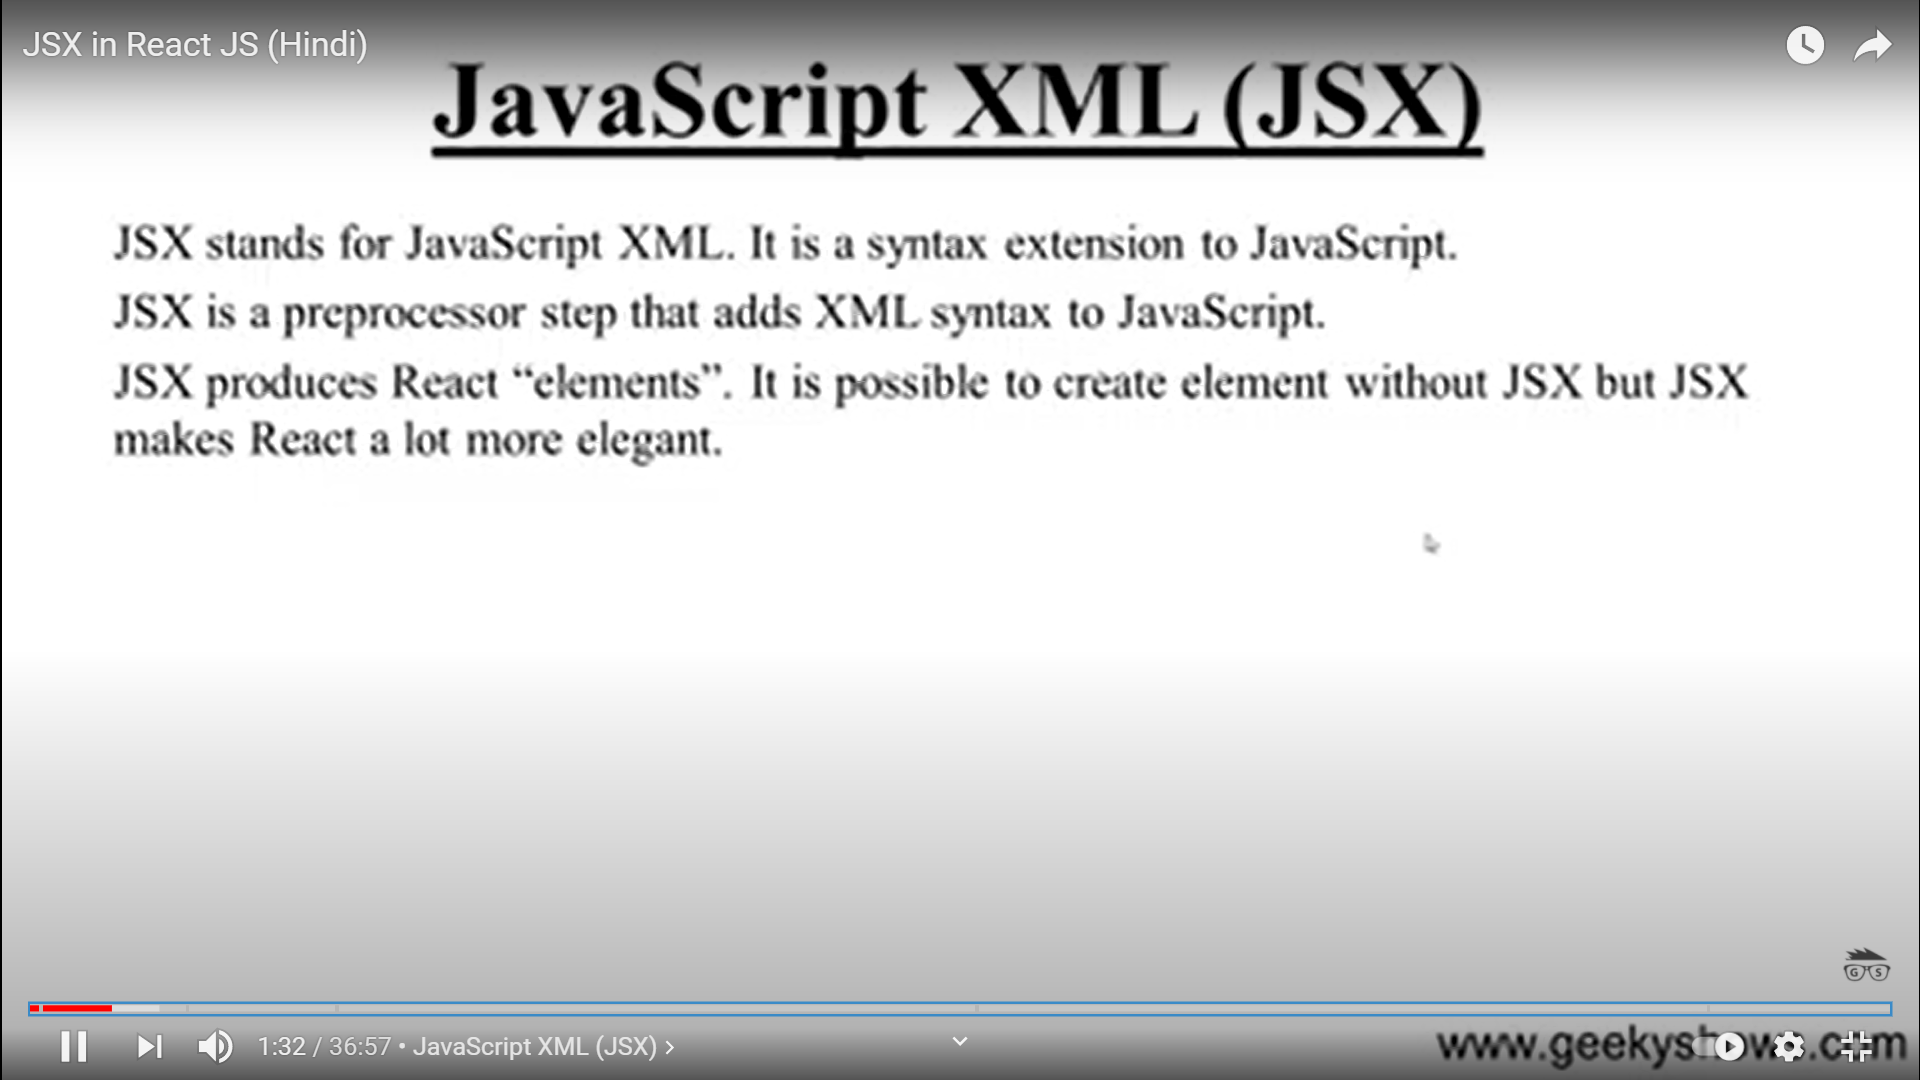 JSX in React JS (Hindi)
JavaScript XML (JSX)
JSX stands for JavaScript XML. It is a syntax extension to JavaScript.
JSX is a preprocessor step that adds XML syntax to JavaScript.
JSX produces React “elements”. It is possible to create element without JSX but JSX
makes React a lot more elegant.
G S
1:32 / 36:57 • JavaScript XML (JSX) ›